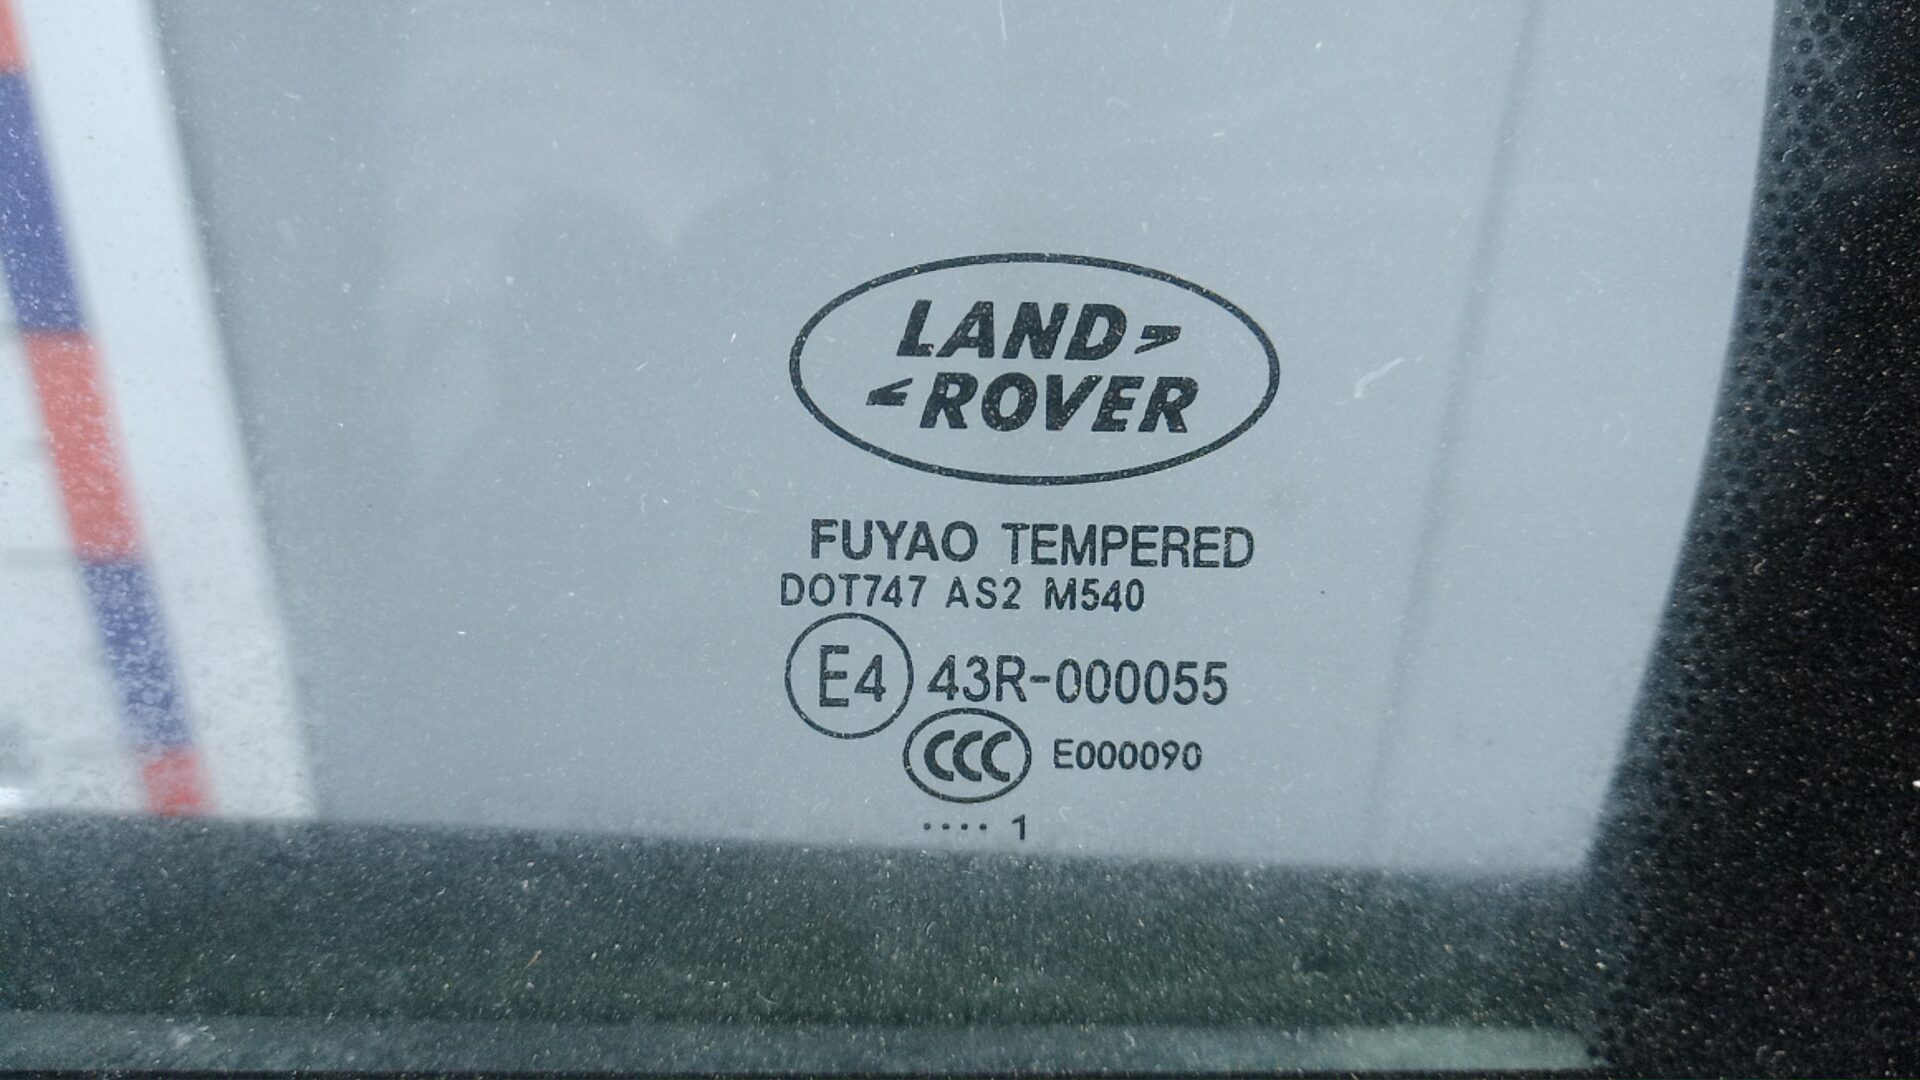 LAND
ROVER
FUYAO TEMPERED
DOT747 AS2 M540
E4 43R-000055
CCC E000090
···· 1